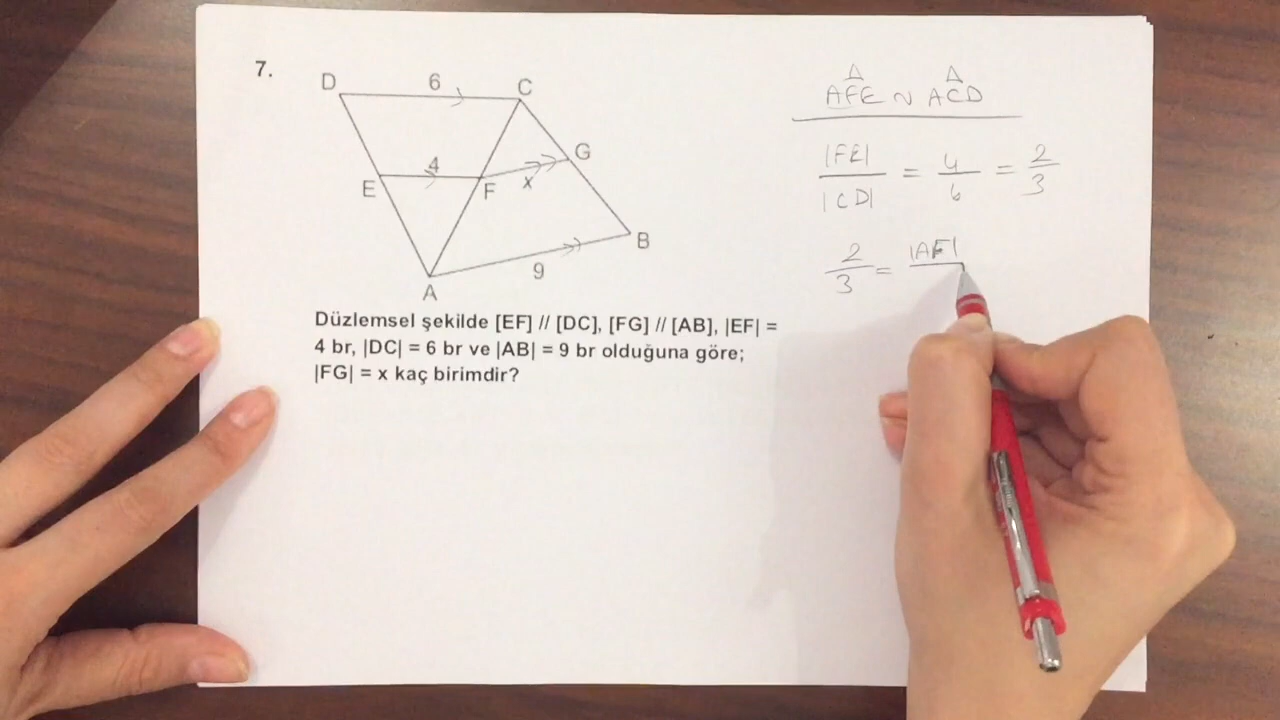 7.
D 6 C
E 4 F x G
A 9 B
Düzlemsel şekilde [EF] // [DC], [FG] // [AB], |EF| =
4 br, |DC| = 6 br ve |AB| = 9 br olduğuna göre;
|FG| = x kaç birimdir?
Δ Δ
AFE ~ ACD
|FE| / |CD| = 4/6 = 2/3
2/3 = |AF|